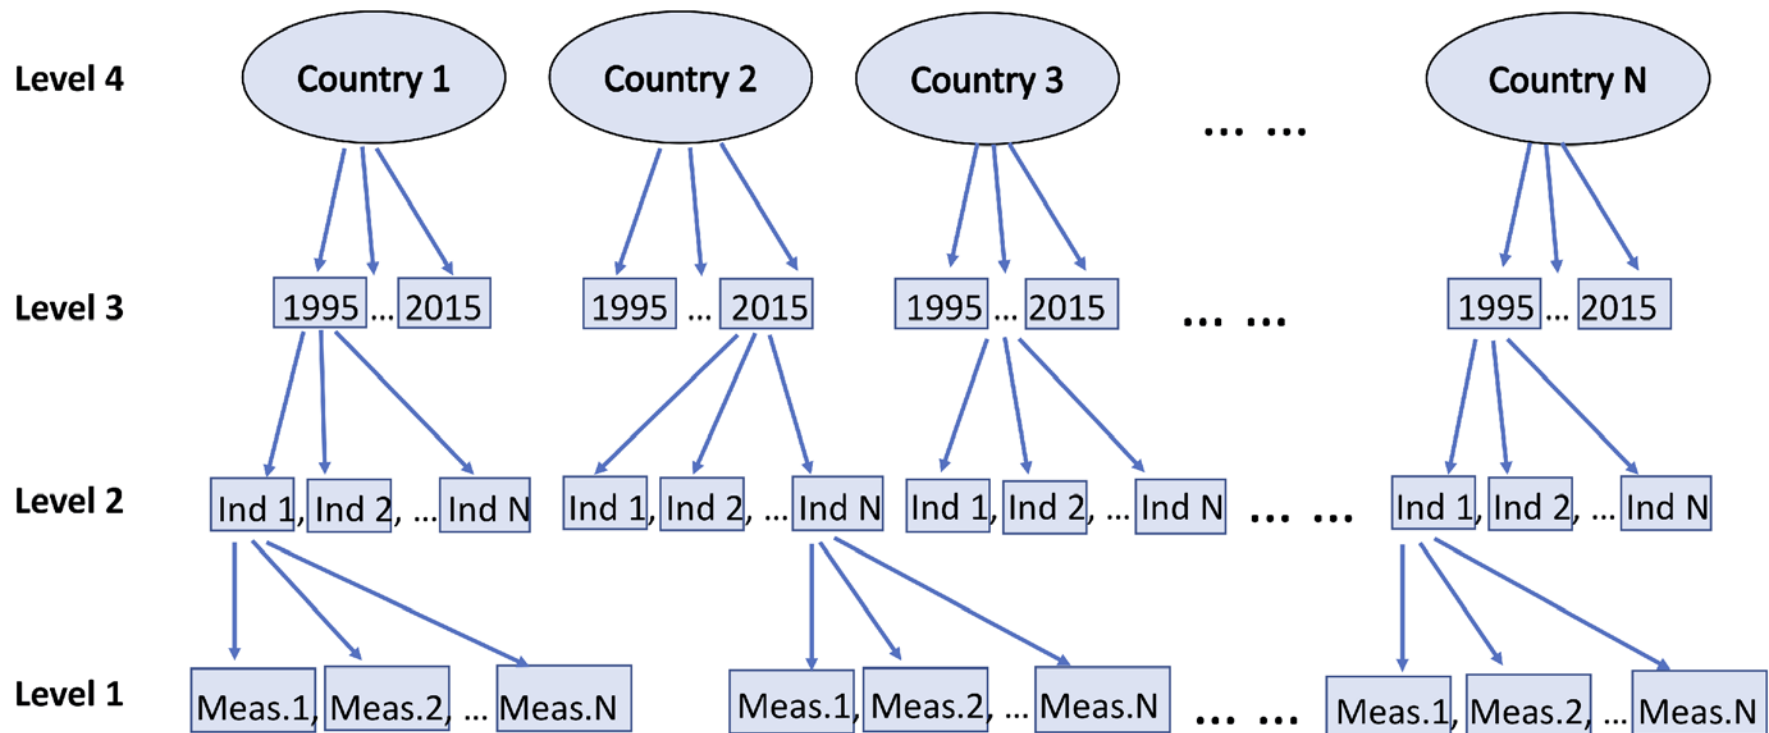 Level 4 Country 1 Country 2 Country 3 ... ... Country N
Level 3 1995 ... 2015 1995 ... 2015 1995 ... 2015 ... ... 1995 ... 2015
Level 2 Ind 1, Ind 2, ... Ind N Ind 1, Ind 2, ... Ind N Ind 1, Ind 2, ... Ind N ... ... Ind 1, Ind 2, ... Ind N
Level 1 Meas.1, Meas.2, ... Meas.N Meas.1, Meas.2, ... Meas.N ... ... Meas.1, Meas.2, ... Meas.N